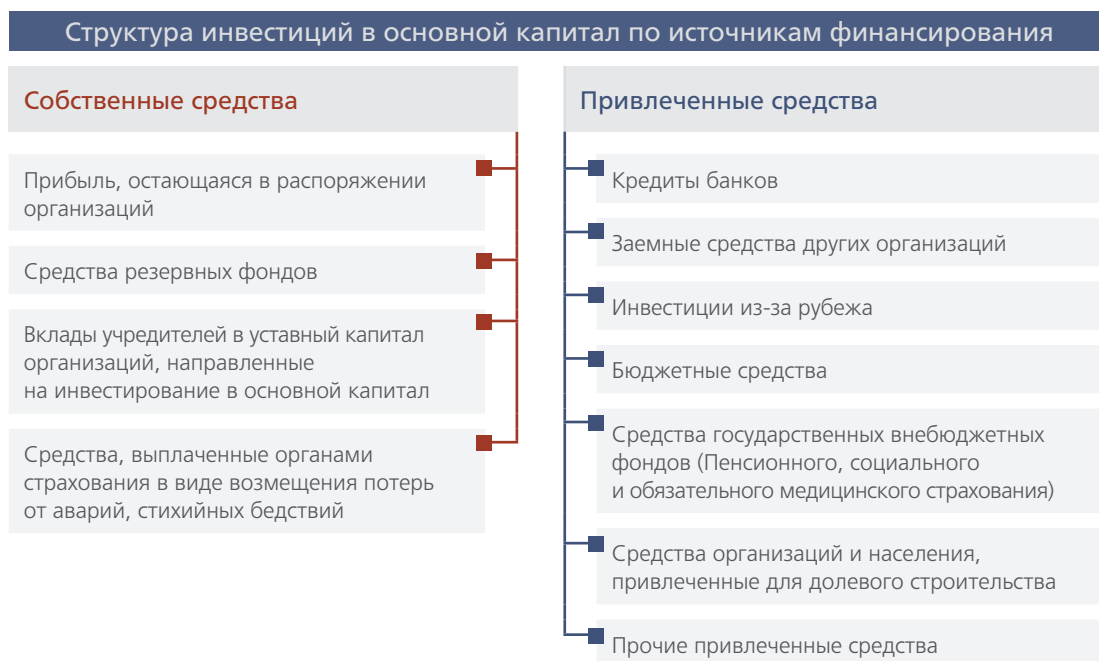 Структура инвестиций в основной капитал по источникам финансирования
Собственные средства
Прибыль, остающаяся в распоряжении
организаций
Средства резервных фондов
Вклады учредителей в уставный капитал
организаций, направленные
на инвестирование в основной капитал
Средства, выплаченные органами
страхования в виде возмещения потерь
от аварий, стихийных бедствий
Привлеченные средства
Кредиты банков
Заемные средства других организаций
Инвестиции из-за рубежа
Бюджетные средства
Средства государственных внебюджетных
фондов (Пенсионного, социального
и обязательного медицинского страхования)
Средства организаций и населения,
привлеченные для долевого строительства
Прочие привлеченные средства